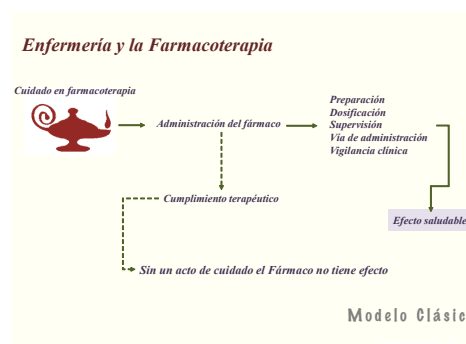 Enfermería y la Farmacoterapia
Cuidado en farmacoterapia
Administración del fármaco
Preparación
Dosificación
Supervisión
Vía de administración
Vigilancia clínica
Cumplimiento terapéutico
Efecto saludable
Sin un acto de cuidado el Fármaco no tiene efecto
Modelo Clásic